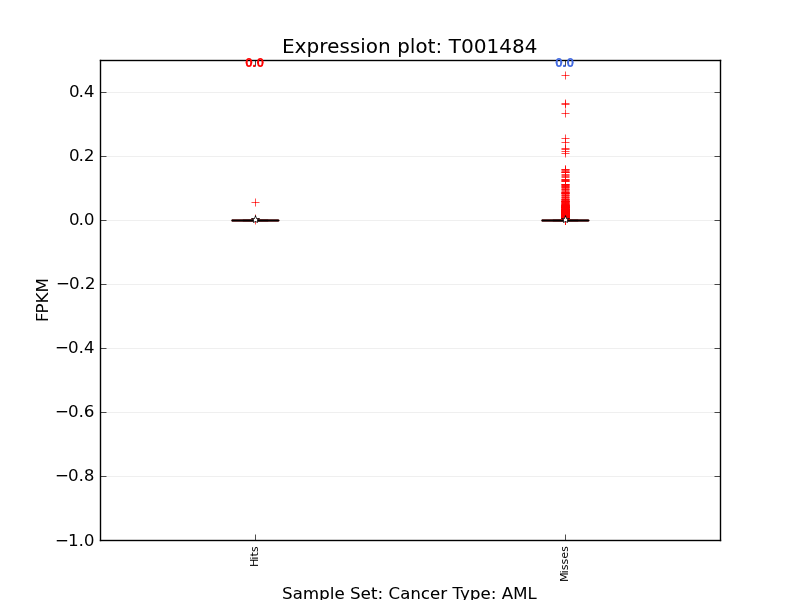 Expression plot: T001484
0.0 0.0
0.4
0.2
0.0
−0.2
−0.4
−0.6
−0.8
−1.0
FPKM
Hits Misses
Sample Set: Cancer Type: AML